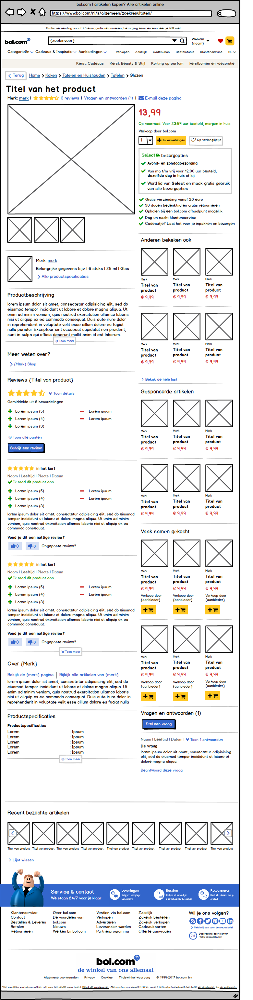 bol.com | artikelen kopen? Alle artikelen online
https://www.bol.com/nl/s/algemeen/zoekresultaten/
Gratis verzending vanaf 20 euro, gratis retourneren, bezorging waar en wanneer je wilt met
bol.com {zoekinvoer} Welkom {naam}
Categorieën Cadeaus & Inspiratie Aanbiedingen Verkopen Zakelijk Cadeaubon Bestelstatus Klantenservice NL
Kerst: Cadeaus Kerst: Beauty & Stijl Korting op parfum kerstbomen en -decoratie
Terug Home Koken Tafelen en Huishouden Tafelen Glazen
Titel van het product
Merk: merk | 6 reviews | Vragen en antwoorden (1) | E-mail deze pagina
13,99
Op voorraad. Voor 23:59 uur besteld, morgen in huis
Verkoop door bol.com
1 In winkelwagen Op verlanglijstje
Select bezorgopties
Avond- en zondagbezorging
Van ma t/m vrij voor 12:00 uur besteld,
dezelfde dag in huis of bij
Word lid van Select en maak gratis gebruik
van alle bezorgopties
Gratis verzending vanaf 20 euro
30 dagen bedenktijd en gratis retourneren
Ophalen bij een bol.com afhaalpunt mogelijk
Dag en nacht klantenservice
Cadeautje? Laat het voor je inpakken en bezorgen
Merk: merk
Belangrijke gegevens bijv. | 6 stuks | 25 ml | Glas
Alle productspecificaties
Productbeschrijving
lorem ipsum dolor sit amet, consectetur adipisicing elit, sed do
eiusmod tempor incididunt ut labore et dolore magna aliqua. Ut
enim ad minim veniam, quis nostrud exercitation ullamco laboris
nisi ut aliquip ex ea commodo consequat. Duis aute irure dolor
in reprehenderit in voluptate velit esse cillum dolore eu fugiat
nulla pariatur. Excepteur sint occaecat cupidatat non proident,
sunt in culpa qui officia deserunt mollit anim id est laborum.
Toon meer
Meer weten over?
{Merk} Shop
Reviews {Titel van product}
Toon details
Gemiddelde uit 6 beoordelingen
Lorem ipsum (5) Lorem ipsum
Lorem ipsum (4) Lorem ipsum
Lorem ipsum (3)
Toon alle punten
Schrijf een review
in het kort
Naam | Leeftijd | Plaats | Datum
Ik raad dit product aan
Lorem ipsum (5) Lorem ipsum
Lorem ipsum (4) Lorem ipsum
Lorem ipsum (3)
lorem ipsum dolor sit amet, consectetur adipisicing elit, sed do eiusmod
tempor incididunt ut labore et dolore magna aliqua. Ut enim ad minim
veniam, quis nostrud exercitation ullamco laboris nisi ut aliquip ex ea
commodo consequat.
Vond je dit een nuttige review?
0 0 Ongepaste review?
in het kort
Naam | Leeftijd | Plaats | Datum
Ik raad dit product aan
Lorem ipsum (5) Lorem ipsum
Lorem ipsum (4) Lorem ipsum
Lorem ipsum (3)
lorem ipsum dolor sit amet, consectetur adipisicing elit, sed do eiusmod
tempor incididunt ut labore et dolore magna aliqua. Ut enim ad minim
veniam, quis nostrud exercitation ullamco laboris nisi ut aliquip ex ea
commodo consequat.
Vond je dit een nuttige review?
0 0 Ongepaste review?
Toon meer
Over {Merk}
Bekijk de {merk} pagina Bijkijk alle artikelen van {merk}
lorem ipsum dolor sit amet, consectetur adipisicing elit, sed do
eiusmod tempor incididunt ut labore et dolore magna aliqua. Ut
enim ad minim veniam, quis nostrud exercitation ullamco laboris
nisi ut aliquip ex ea commodo consequat. Duis aute irure dolor in
reprehenderit in voluptate velit esse cillum dolore eu fugiat nulla
Productspecificaties
Productspecificaties
Lorem : Ipsum
Lorem : Ipsum
Lorem : Ipsum
Lorem : Ipsum
Lorem : Ipsum
Toon meer
Anderen bekeken ook
Merk Merk Merk
Titel van Titel van Titel van
product product product
€ 9,99 € 9,99 € 9,99
Merk Merk Merk
Titel van Titel van Titel van
product product product
€ 9,99 € 9,99 € 9,99
Bekijk de hele lijst
Gesponsorde artikelen
Merk Merk Merk
Titel van Titel van Titel van
product product product
€ 9,99 € 9,99 € 9,99
Merk Merk Merk
Titel van Titel van Titel van
product product product
€ 9,99 € 9,99 € 9,99
Vaak samen gekocht
Merk Merk Merk
Titel van Titel van Titel van
product product product
€ 9,99 € 9,99 € 9,99
Verkoop door Verkoop door Verkoop door
{aanbieder} {aanbieder} {aanbieder}
Merk Merk Merk
Titel van Titel van Titel van
product product product
€ 9,99 € 9,99 € 9,99
Verkoop door Verkoop door Verkoop door
{aanbieder} {aanbieder} {aanbieder}
Vragen en antwoorden (1)
Stel een vraag
Naam | Leeftijd | Datum | Toon 1 antwoorden
De vraag
lorem ipsum dolor sit amet, consectetur adipisicing
elit, sed do eiusmod tempor incididunt ut labore et
dolore magna aliqua.
Beantwoord deze vraag
Recent bezochte artikelen
Titel van product Titel van product Titel van product Titel van product Titel van product Titel van product Titel van product Titel van product Titel van product
Lijst wissen
Service & contact
We staan 24/7 voor je klaar
Leveringen
Volg en bekijk je
bestelling
Betalen
Bekijk of betaal je
openstaande facturen
Retourneren
Ruil of retourneer je
artikel
Klantenservice Over bol.com Verdien via bol.com Zakelijk Wil je ons volgen?
Contact De voordelen van Verkopen Zakelijk bestellen
Bestellen & Leveren bol.com Adverteren Zakelijk verkopen
Betalen Nieuws Leverancier worden Cadeaukaarten
Retourneren Werken bij bol.com Partnerprogramma Offerte aanvragen
Meld mij aan voor de nieuwsbrief
7.8 Beoordeling door klanten
9655 beoordelingen
bol.com
de winkel van ons allemaal
Algemene voorwaarden Privacy Cookies Thuiswinkel waarborg © 1999-2017 bol.com b.v.
*De voordelen van bol.com gelden niet voor het gehele assortiment. Bekijk de voorwaarden. Alle prijzen zijn inclusief BTW en andere heffingen en exclusief eventuele verzendkosten en servicekosten.